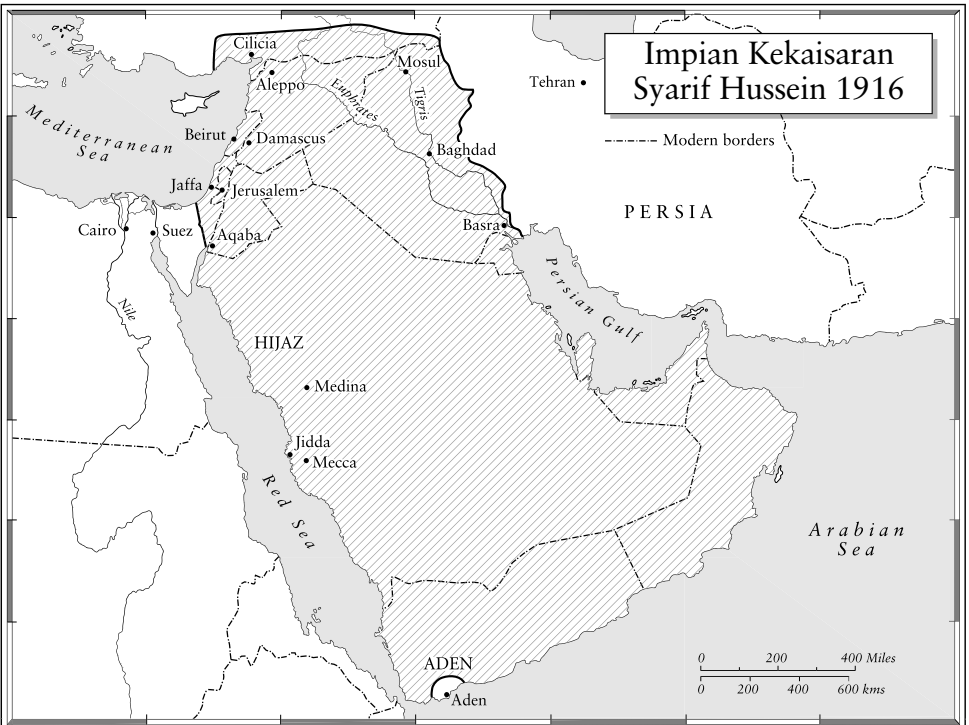 Impian Kekaisaran
Syarif Hussein 1916
Modern borders
Cilicia
Mosul
Aleppo
Tehran
Euphrates
Tigris
Mediterranean
Sea
Beirut
Damascus
Baghdad
Jaffa
Jerusalem
PERSIA
Cairo
Suez
Aqaba
Basra
Persian Gulf
Nile
HIJAZ
Medina
Jidda
Mecca
Red Sea
Arabian
Sea
ADEN
Aden
0 200 400 Miles
0 200 400 600 kms